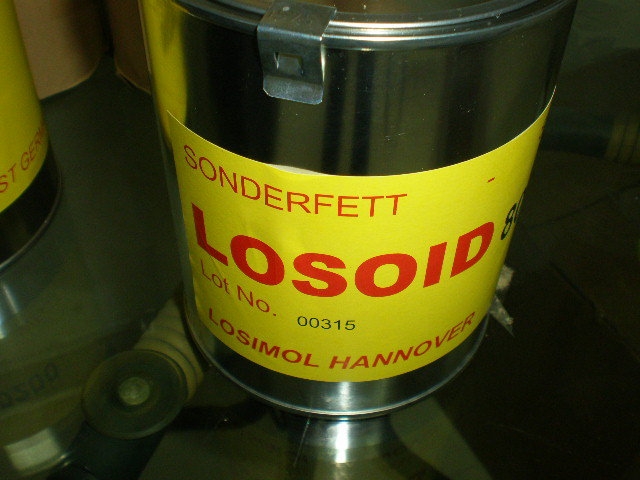 SONDERFETT -
LOSOID
Lot No. 00315
LOSIMOL HANNOVER